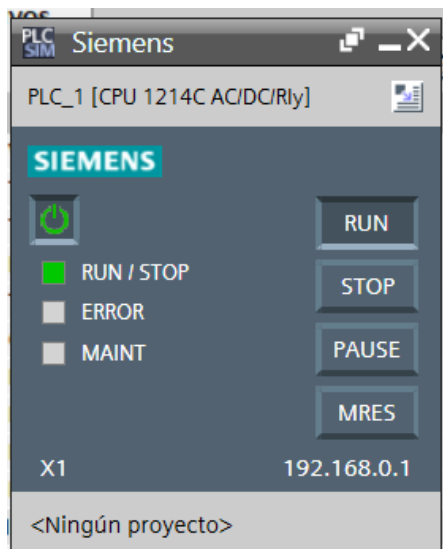 PLC SIM Siemens
PLC_1 [CPU 1214C AC/DC/Rly]
SIEMENS
RUN
RUN / STOP
STOP
ERROR
MAINT
PAUSE
MRES
X1 192.168.0.1
<Ningún proyecto>